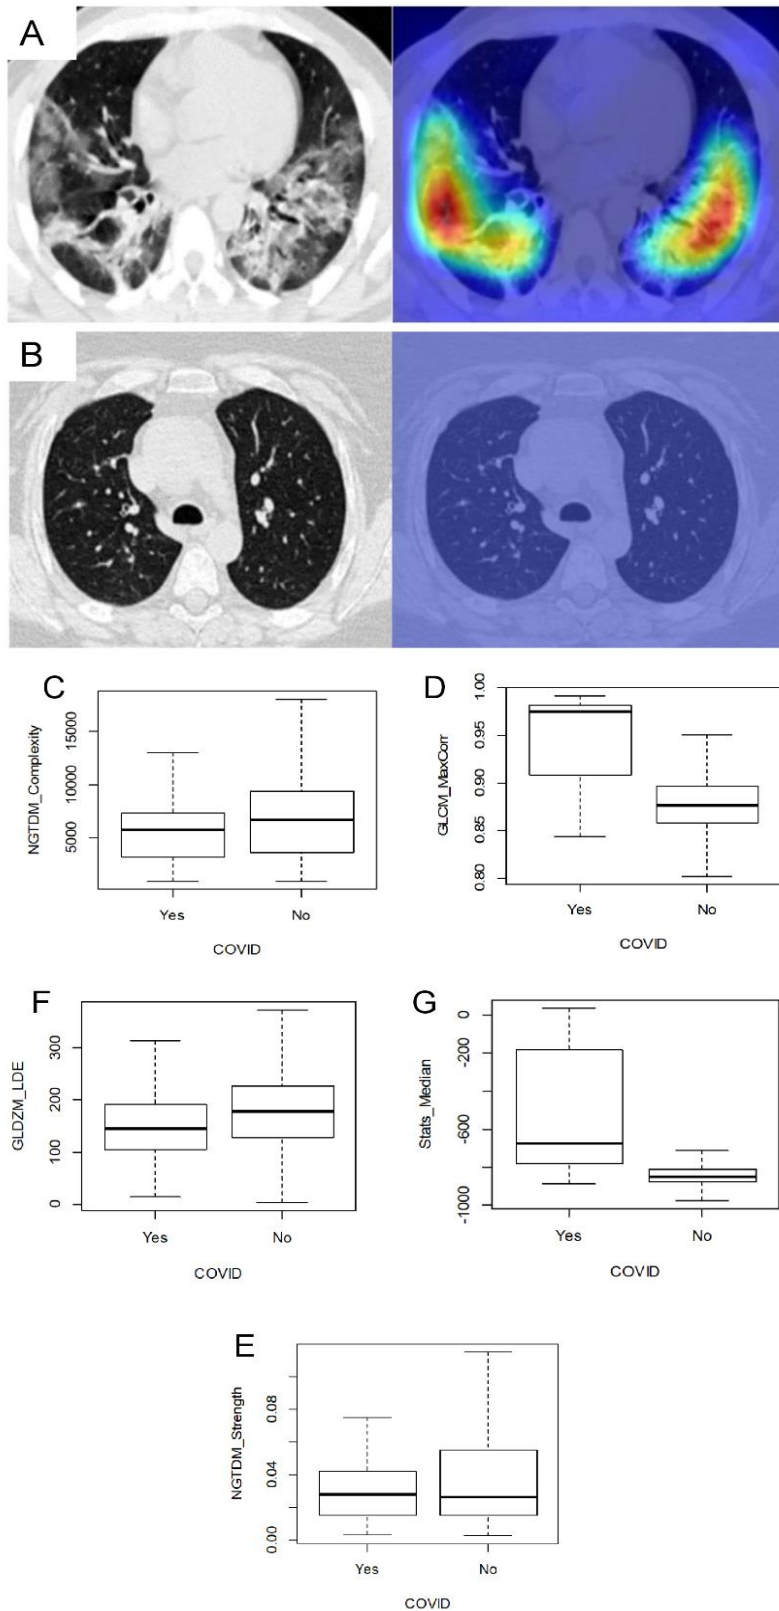 A
B
C
NGTDM_Complexity
15000
10000
5000
Yes
No
COVID
D
GLCM_MaxCorr
1.00
0.95
0.90
0.85
0.80
Yes
No
COVID
F
GLDZM_LDE
300
200
100
0
Yes
No
COVID
G
Stats_Median
0
-200
-600
-1000
Yes
No
COVID
E
NGTDM_Strength
0.08
0.04
0.00
Yes
No
COVID